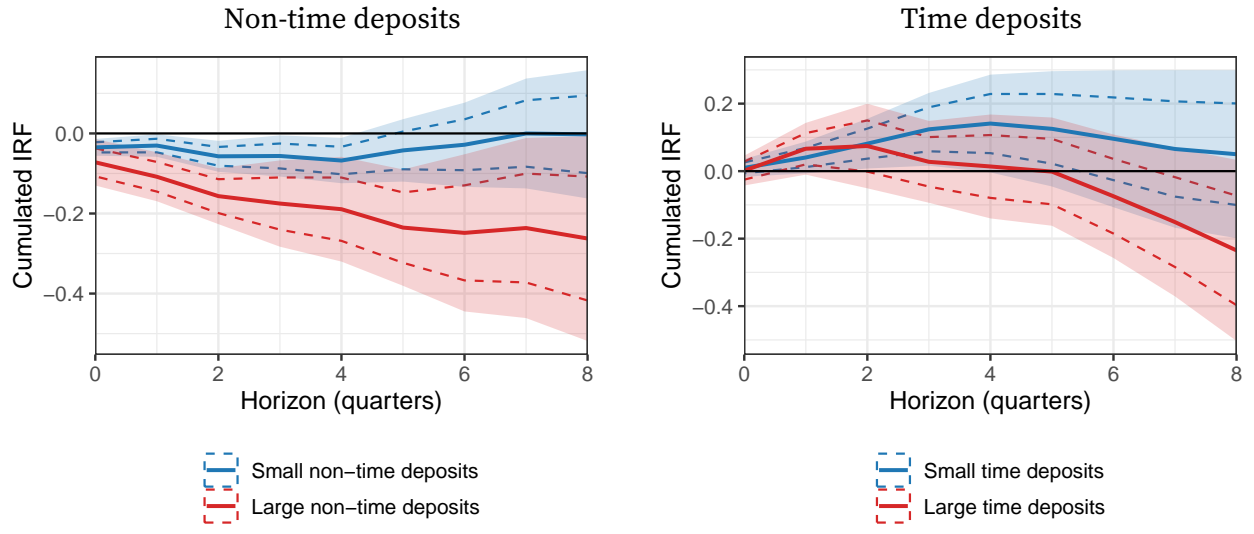 Non-time deposits
Cumulated IRF
0.0
−0.2
−0.4
0 2 4 6 8
Horizon (quarters)
Small non−time deposits
Large non−time deposits
Time deposits
Cumulated IRF
0.2
0.0
−0.2
−0.4
0 2 4 6 8
Horizon (quarters)
Small time deposits
Large time deposits